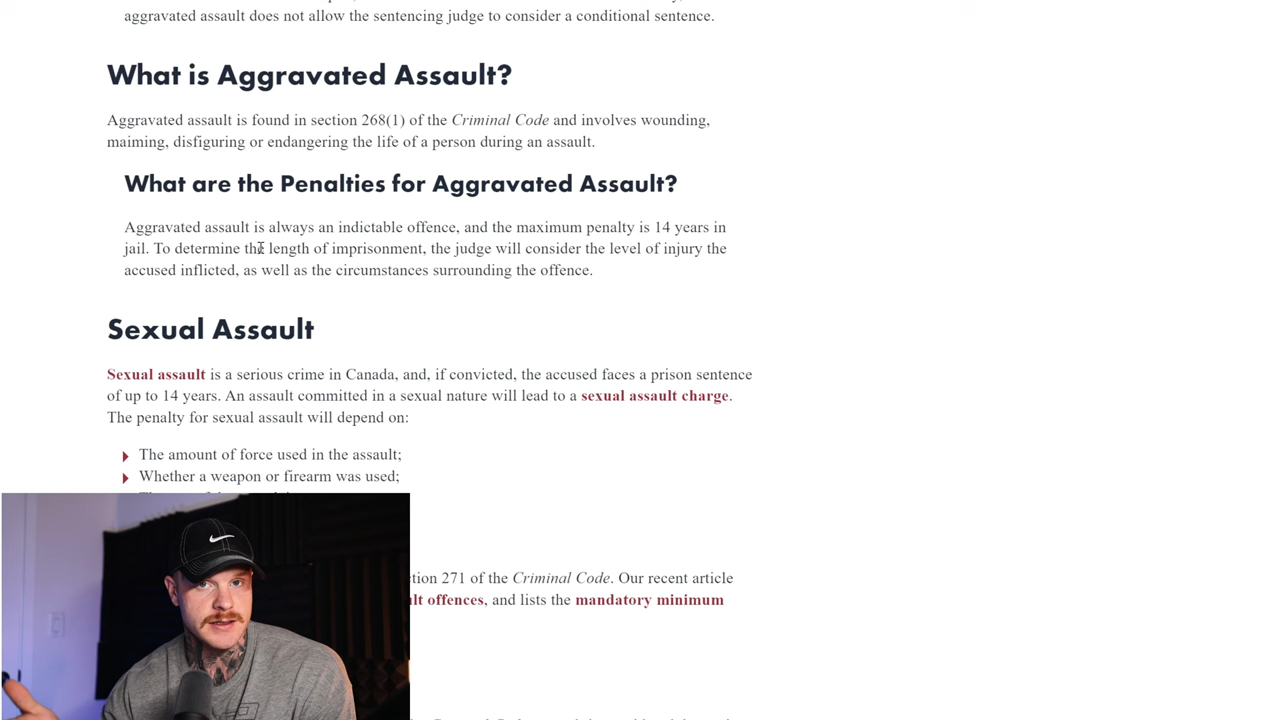 aggravated assault does not allow the sentencing judge to consider a conditional sentence.
What is Aggravated Assault?
Aggravated assault is found in section 268(1) of the Criminal Code and involves wounding,
maiming, disfiguring or endangering the life of a person during an assault.
What are the Penalties for Aggravated Assault?
Aggravated assault is always an indictable offence, and the maximum penalty is 14 years in
jail. To determine the length of imprisonment, the judge will consider the level of injury the
accused inflicted, as well as the circumstances surrounding the offence.
Sexual Assault
Sexual assault is a serious crime in Canada, and, if convicted, the accused faces a prison sentence
of up to 14 years. An assault committed in a sexual nature will lead to a sexual assault charge.
The penalty for sexual assault will depend on:
The amount of force used in the assault;
Whether a weapon or firearm was used;
271 of the Criminal Code. Our recent article
offences, and lists the mandatory minimum